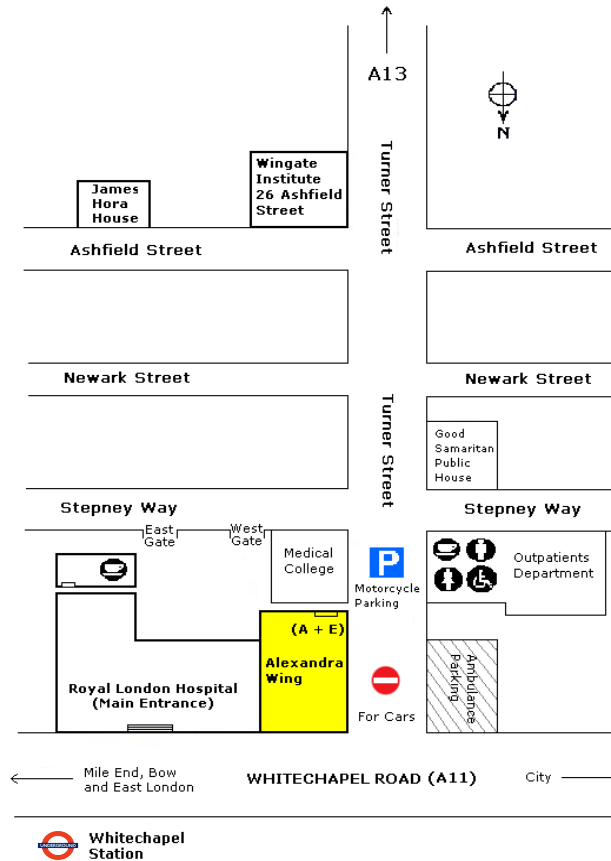 A13
N
Turner Street
Wingate
Institute
26 Ashfield
Street
James
Hora
House
Ashfield Street
Ashfield Street
Newark Street
Newark Street
Turner Street
Good
Samaritan
Public
House
Stepney Way
Stepney Way
East
Gate
West
Gate
Medical
College
P
Motorcycle
Parking
Outpatients
Department
(A + E)
Alexandra
Wing
Royal London Hospital
(Main Entrance)
For Cars
Ambulance
Parking
Mile End, Bow
and East London
WHITECHAPEL ROAD (A11)
City
UNDERGROUND
Whitechapel
Station